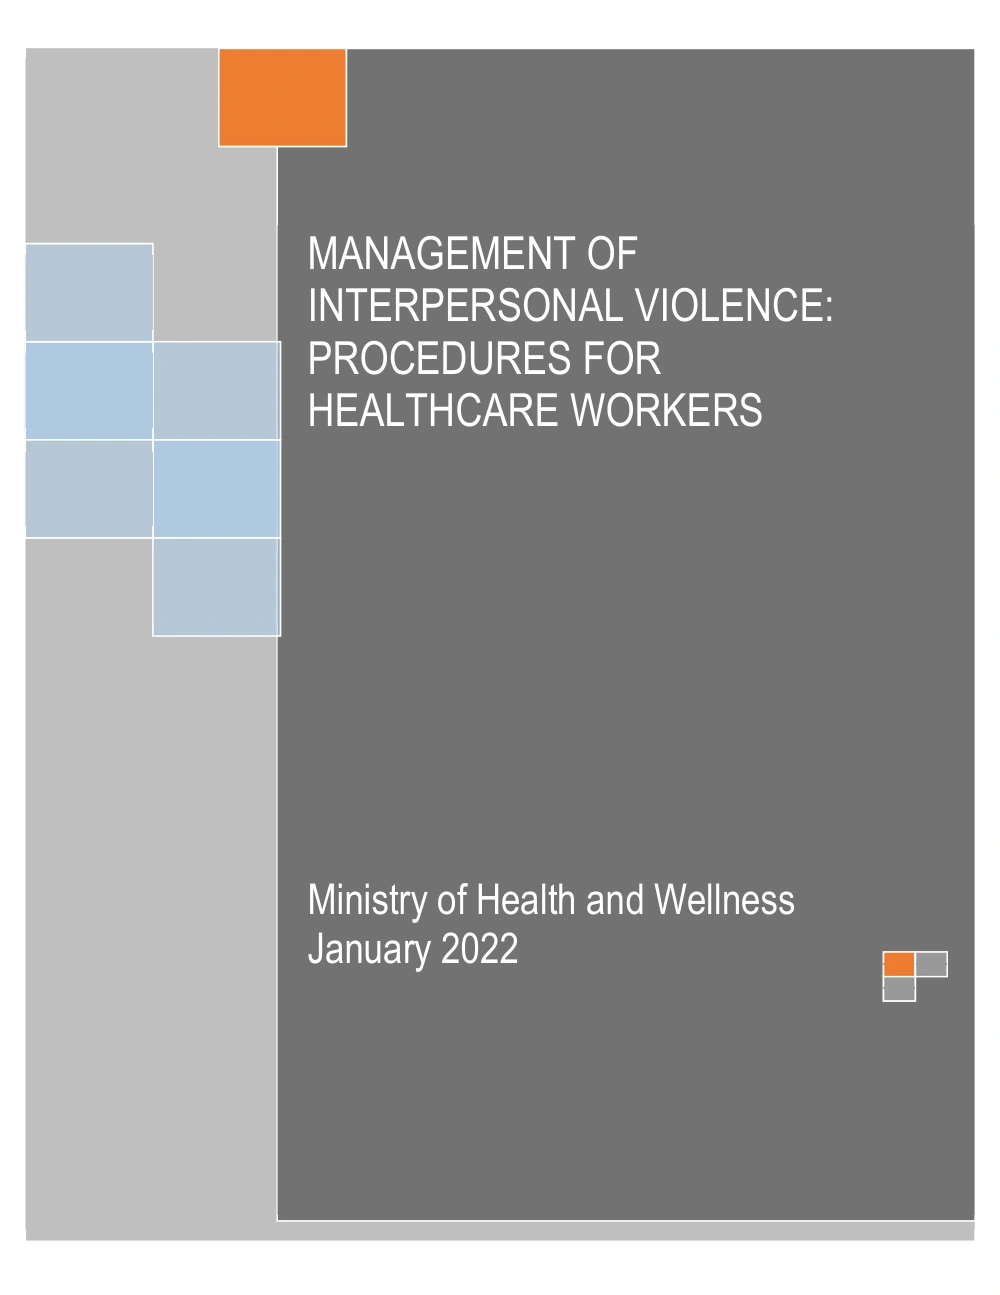 MANAGEMENT OF
INTERPERSONAL VIOLENCE:
PROCEDURES FOR
HEALTHCARE WORKERS
Ministry of Health and Wellness
January 2022